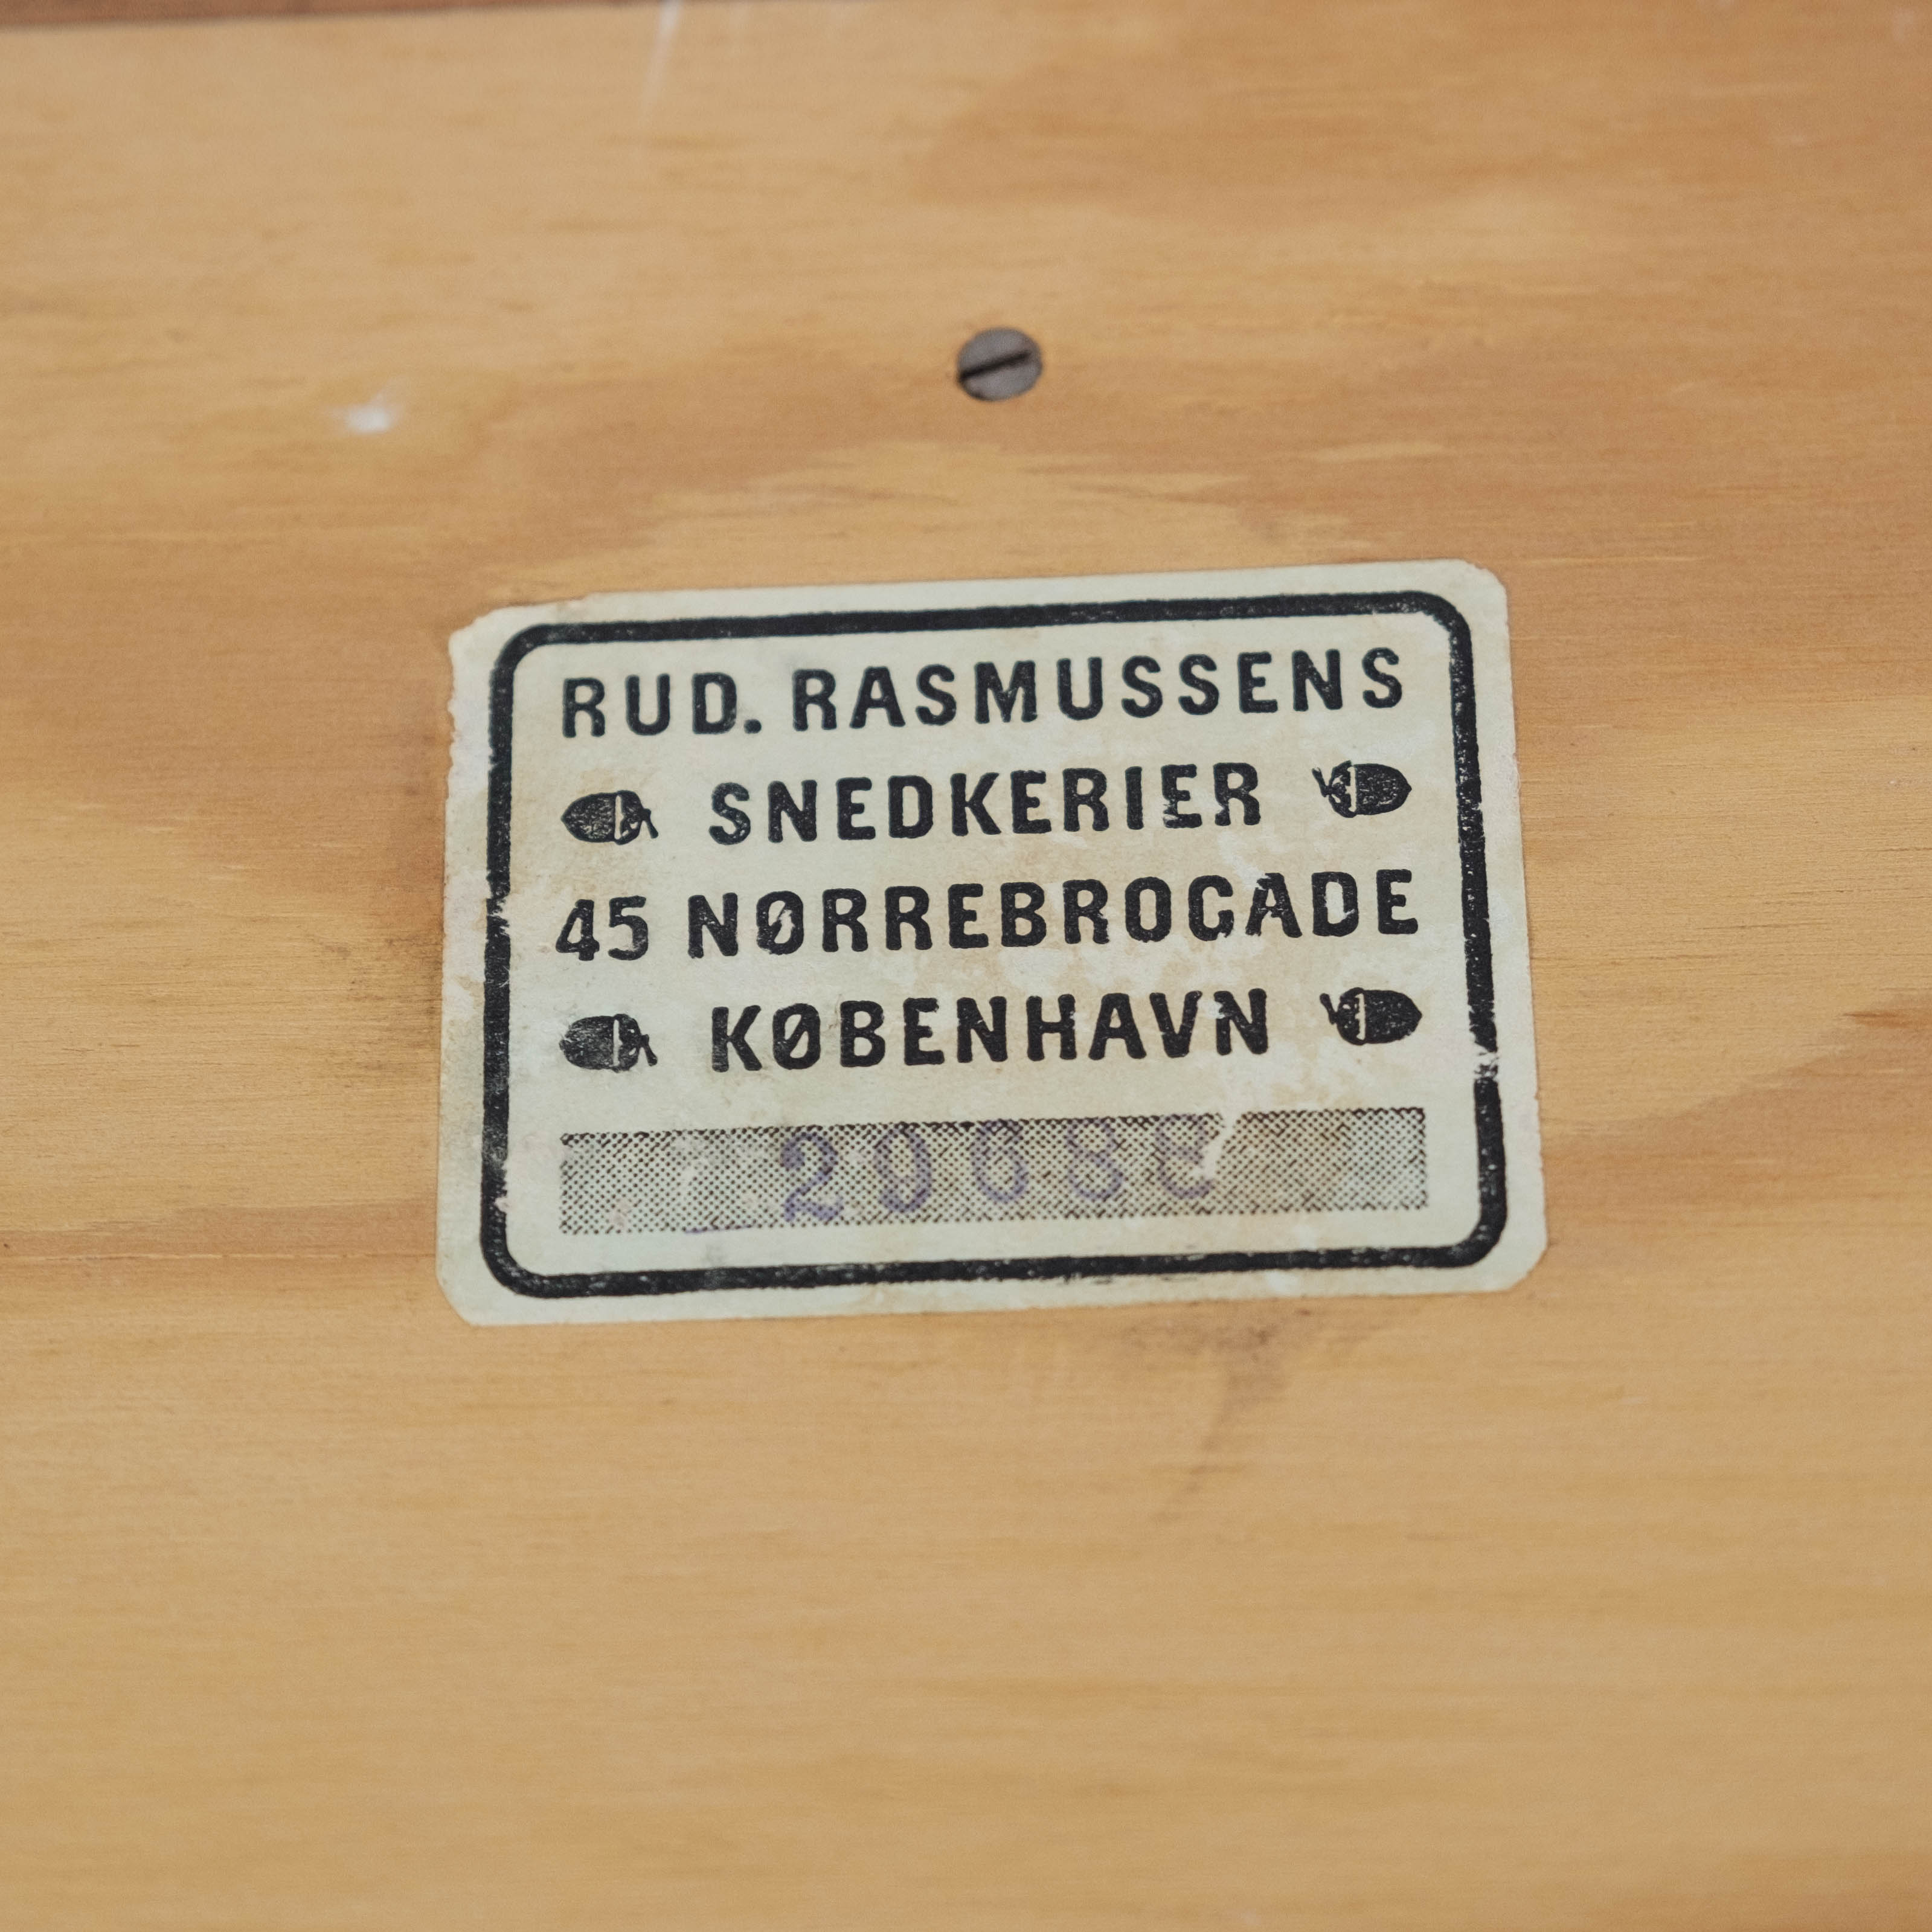 RUD. RASMUSSENS
SNEDKERIER
45 NØRREBROGADE
KØBENHAVN